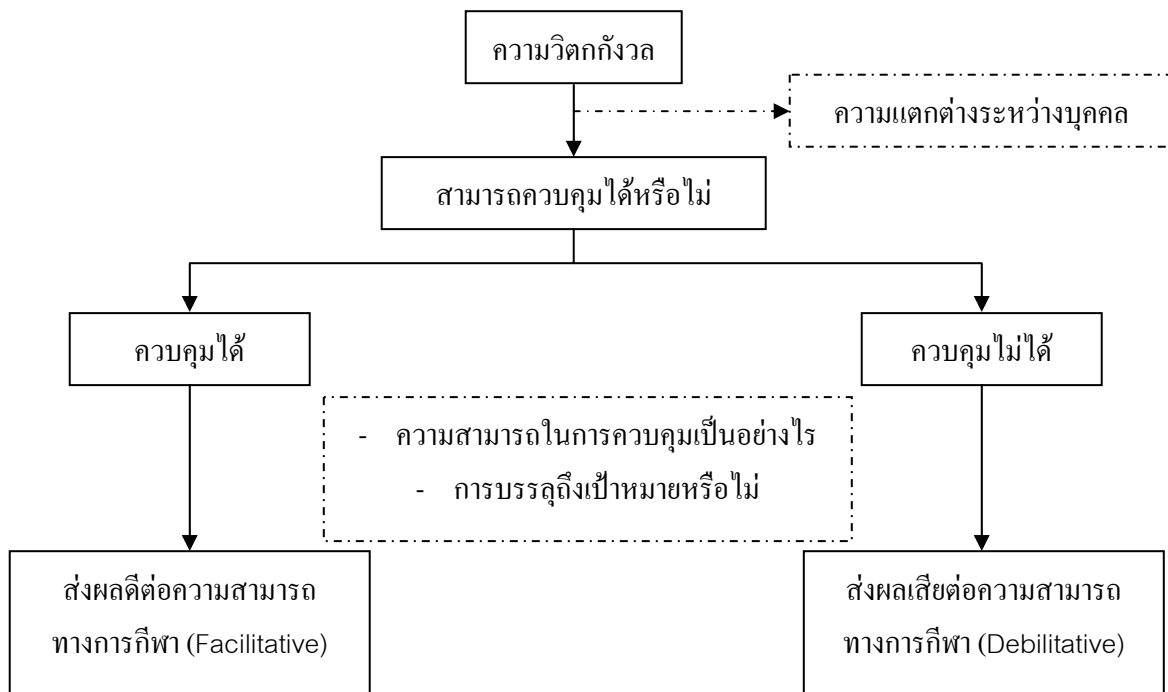 ความวิตกกังวล
ความแตกต่างระหว่างบุคคล
สามารถควบคุมได้หรือไม่
ควบคุมได้
ควบคุมไม่ได้
- ความสามารถในการควบคุมเป็นอย่างไร
- การบรรลุถึงเป้าหมายหรือไม่
ส่งผลดีต่อความสามารถ
ทางการกีฬา (Facilitative)
ส่งผลเสียต่อความสามารถ
ทางการกีฬา (Debilitative)